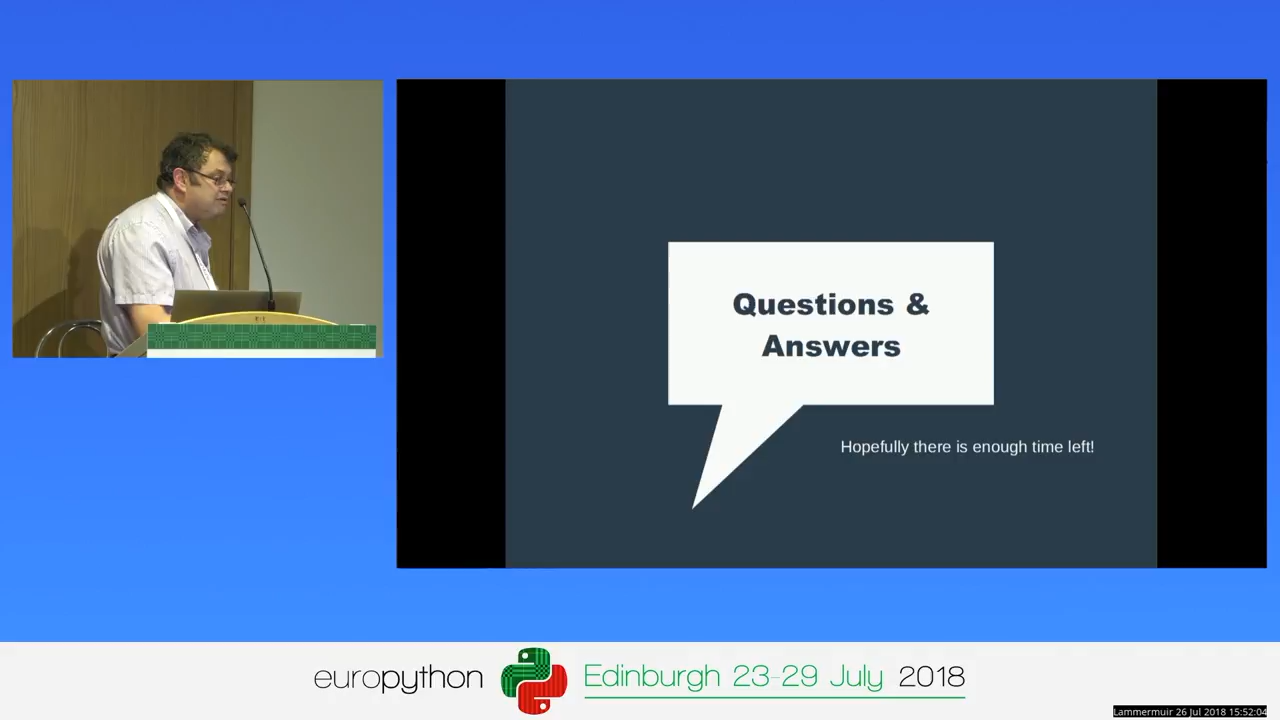 Questions &
Answers
Hopefully there is enough time left!
europython
Edinburgh 23-29 July 2018
Lammermuir 26 Jul 2018 15:52:04